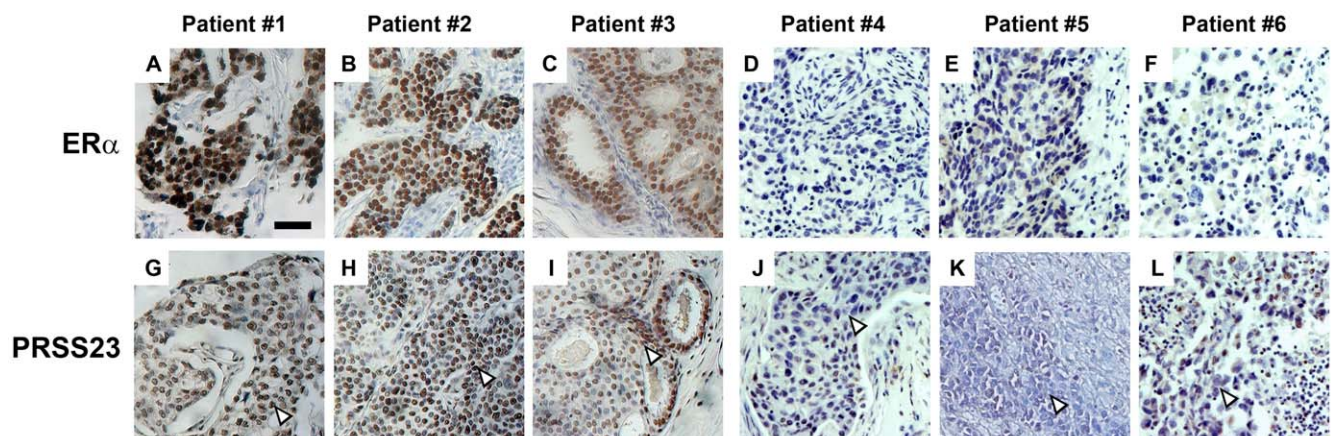 Patient #1 Patient #2 Patient #3 Patient #4 Patient #5 Patient #6
ERα A B C D E F
PRSS23 G H I J K L